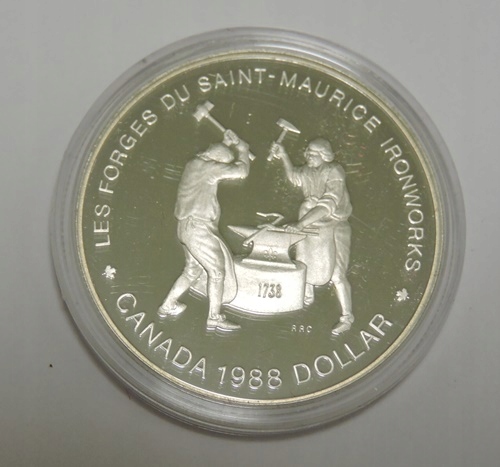 LES FORGES DU SAINT-MAURICE IRONWORKS
1738
RRC
CANADA 1988 DOLLAR